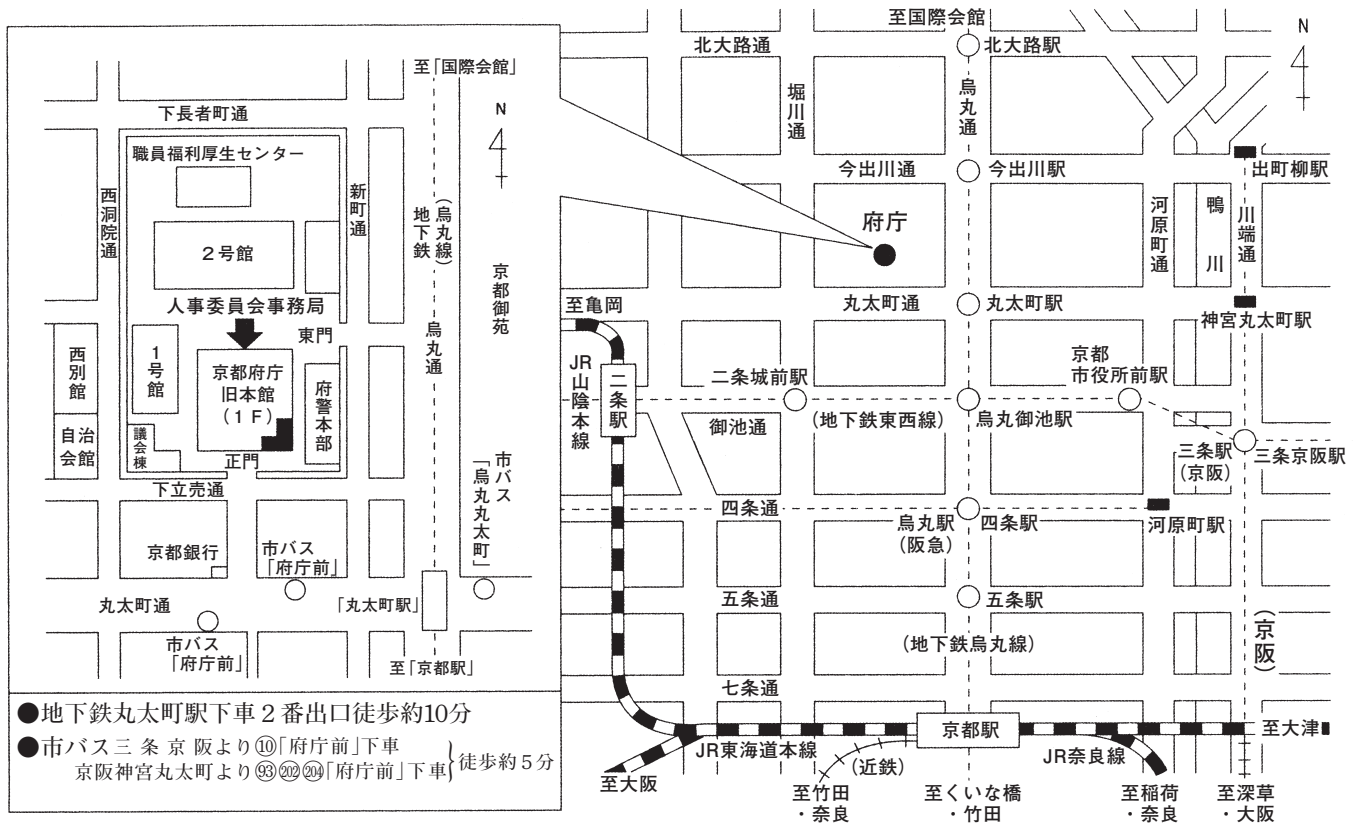 至「国際会館」
下長者町通
N
職員福利厚生センター
西洞院通
新町通
地下鉄
(烏丸線)
2号館
京都御苑
人事委員会事務局
東門
烏丸通
西別館
1号館
京都府庁
旧本館
(1F)
府警本部
自治
会館
議会棟
正門
下立売通
市バス
「烏丸丸太町」
京都銀行
市バス
「府庁前」
丸太町通
「丸太町駅」
市バス
「府庁前」
至「京都駅」
●地下鉄丸太町駅下車2番出口徒歩約10分
●市バス三条京阪より⑩「府庁前」下車
京阪神宮丸太町より93 202 204「府庁前」下車
徒歩約5分
至国際会館
北大路通
北大路駅
N
堀川通
烏丸通
今出川通
今出川駅
出町柳駅
府庁
河原町通
鴨川
川端通
至亀岡
丸太町通
丸太町駅
神宮丸太町駅
JR山陰本線
二条駅
二条城前駅
京都
市役所前駅
御池通
(地下鉄東西線)
烏丸御池駅
三条駅
(京阪)
三条京阪駅
四条通
烏丸駅
(阪急)
四条駅
河原町駅
五条通
五条駅
(地下鉄烏丸線)
(京阪)
七条通
京都駅
至大津
JR東海道本線
(近鉄)
JR奈良線
至大阪
至竹田
・奈良
至くいな橋
・竹田
至稲荷
・奈良
至深草
・大阪